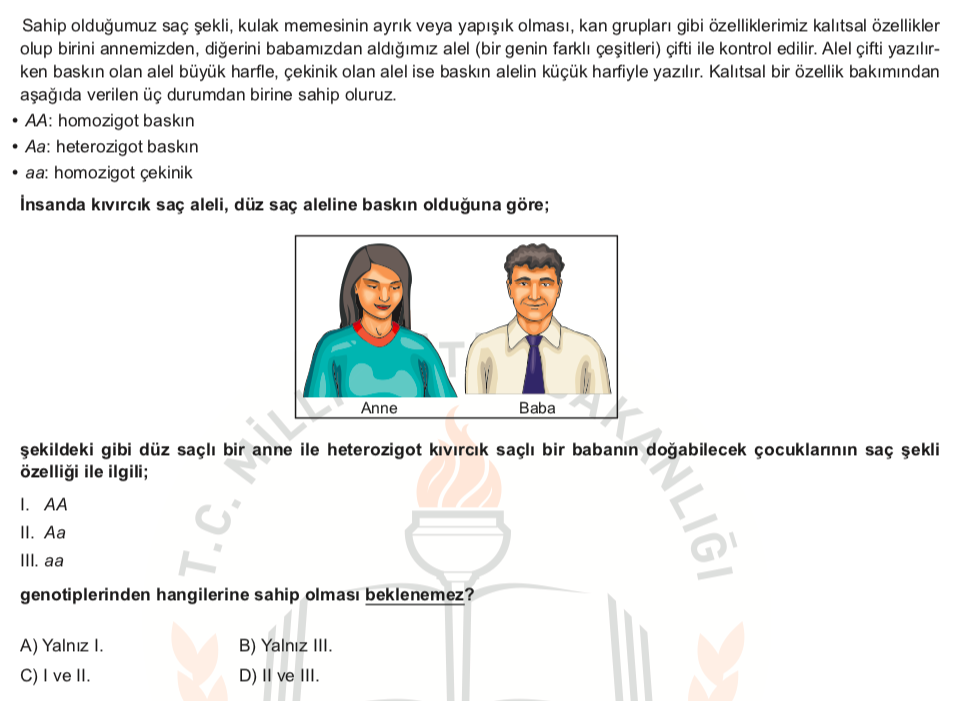 Sahip olduğumuz saç şekli, kulak memesinin ayrık veya yapışık olması, kan grupları gibi özelliklerimiz kalıtsal özellikler
olup birini annemizden, diğerini babamızdan aldığımız alel (bir genin farklı çeşitleri) çifti ile kontrol edilir. Alel çifti yazılır-
ken baskın olan alel büyük harfle, çekinik olan alel ise baskın alelin küçük harfiyle yazılır. Kalıtsal bir özellik bakımından
aşağıda verilen üç durumdan birine sahip oluruz.
• AA: homozigot baskın
• Aa: heterozigot baskın
• aa: homozigot çekinik
İnsanda kıvırcık saç aleli, düz saç aleline baskın olduğuna göre;
Anne Baba
şekildeki gibi düz saçlı bir anne ile heterozigot kıvırcık saçlı bir babanın doğabilecek çocuklarının saç şekli
özelliği ile ilgili;
I. AA
II. Aa
III. aa
genotiplerinden hangilerine sahip olması beklenemez?
A) Yalnız I. B) Yalnız III.
C) I ve II. D) II ve III.